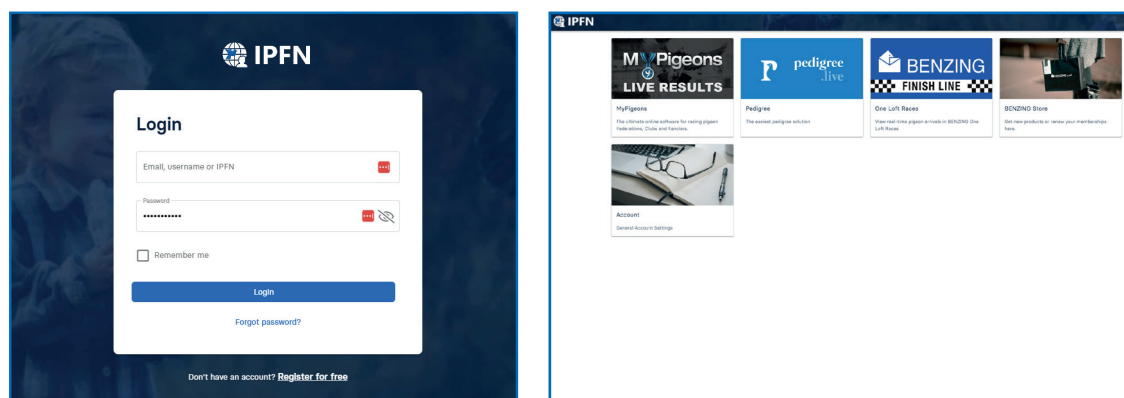 IPFN
Login
Email, username or IPFN
Password
Remember me
Login
Forgot password?
Don't have an account? Register for free
IPFN
MYPigeons
LIVE RESULTS
MyPigeons
The ultimate online software for racing pigeon
Federations, Clubs and Fanciers.
P pedigree
.live
Pedigree
The easiest pedigree solution
BENZING
FINISH LINE
One Loft Races
View real-time pigeon arrivals in BENZING One
Loft Races
BENZING Store
Get new products or renew your memberships
here.
Account
General Account Settings